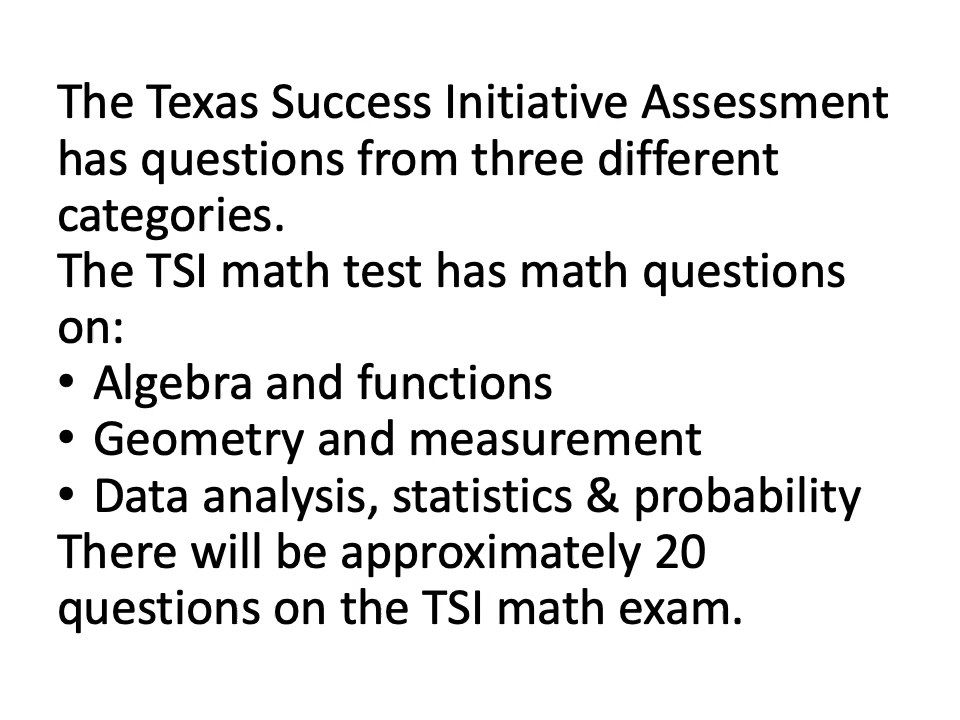 The Texas Success Initiative Assessment
has questions from three different
categories.
The TSI math test has math questions
on:
• Algebra and functions
• Geometry and measurement
• Data analysis, statistics & probability
There will be approximately 20
questions on the TSI math exam.